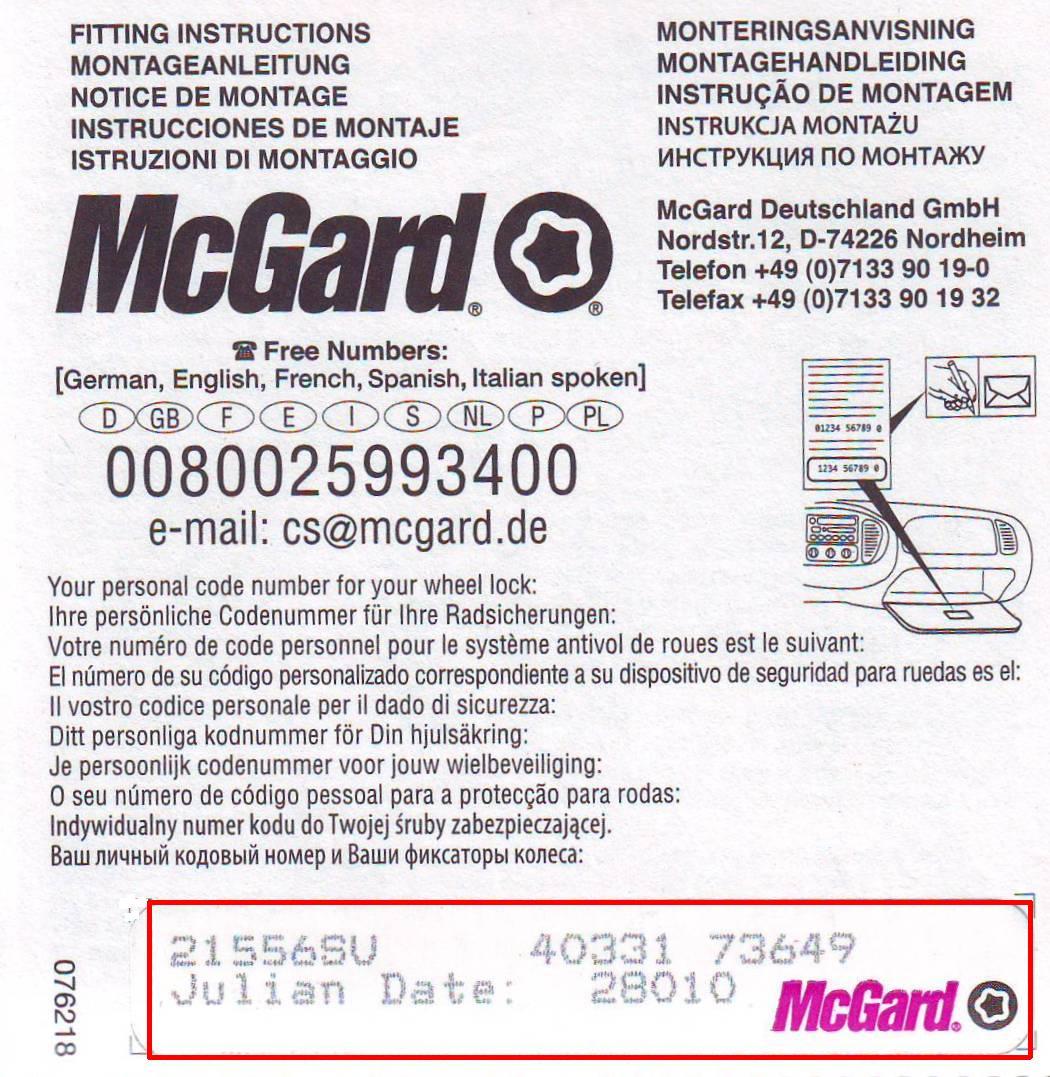 FITTING INSTRUCTIONS
MONTAGEANLEITUNG
NOTICE DE MONTAGE
INSTRUCCIONES DE MONTAJE
ISTRUZIONI DI MONTAGGIO
MONTERINGSANVISNING
MONTAGEHANDLEIDING
INSTRUÇÃO DE MONTAGEM
INSTRUKCJA MONTAŻU
ИНСТРУКЦИЯ ПО МОНТАЖУ
McGard® ®
McGard Deutschland GmbH
Nordstr.12, D-74226 Nordheim
Telefon +49 (0)7133 90 19-0
Telefax +49 (0)7133 90 19 32
☎ Free Numbers:
[German, English, French, Spanish, Italian spoken]
D GB F E I S NL P PL
0080025993400
e-mail: cs@mcgard.de
01234 56789 0
1234 56789 0
Your personal code number for your wheel lock:
Ihre persönliche Codenummer für Ihre Radsicherungen:
Votre numéro de code personnel pour le système antivol de roues est le suivant:
El número de su código personalizado correspondiente a su dispositivo de seguridad para ruedas es el:
Il vostro codice personale per il dado di sicurezza:
Ditt personliga kodnummer för Din hjulsäkring:
Je persoonlijk codenummer voor jouw wielbeveiliging:
O seu número de código pessoal para a protecção para rodas:
Indywidualny numer kodu do Twojej śruby zabezpieczającej.
Ваш личный кодовый номер и Ваши фиксаторы колеса:
21556SU 40331 73649
Julian Date: 28010
McGard®
076218